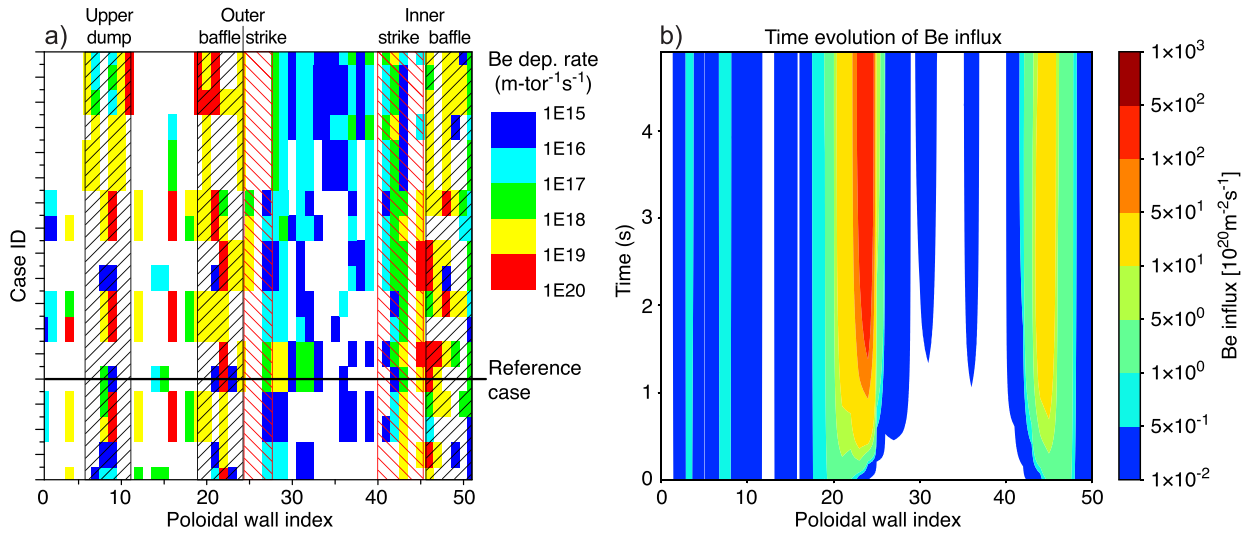 a)
Upper
dump
Outer
baffle strike
Inner
strike baffle
Be dep. rate
(m-tor⁻¹s⁻¹)
1E15
1E16
1E17
1E18
1E19
1E20
Reference
case
Case ID
0 10 20 30 40 50
Poloidal wall index
b)
Time evolution of Be influx
Time (s)
4
3
2
1
0
0 10 20 30 40 50
Poloidal wall index
1×10³
5×10²
1×10²
5×10¹
1×10¹
5×10⁰
1×10⁰
5×10⁻¹
1×10⁻²
Be influx [10²⁰m⁻²s⁻¹]